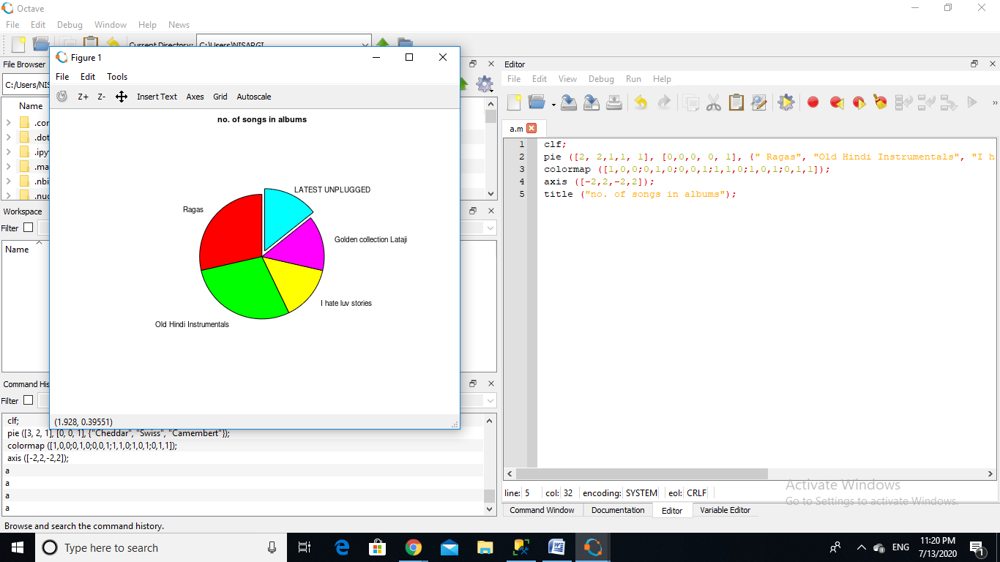 Octave
File Edit Debug Window Help News
Current Directory: C:\Users\NISARGI
File Browser
C:/Users/NIS
Name
.cor
.dot
.ipy
.ma
.nbi
.nuc
Workspace
Filter
Name
Command His
Filter
clf;
pie ([3, 2, 1], [0, 0, 1], {"Cheddar", "Swiss", "Camembert"});
colormap ([1,0,0;0,1,0;0,0,1;1,1,0;1,0,1;0,1,1]);
axis ([-2,2,-2,2]);
a
a
a
a
Browse and search the command history.
Figure 1
File Edit Tools
Z+ Z- Insert Text Axes Grid Autoscale
no. of songs in albums
LATEST UNPLUGGED
Ragas
Golden collection Lataji
I hate luv stories
Old Hindi Instrumentals
(1.928, 0.39551)
Editor
File Edit View Debug Run Help
a.m
1 clf;
2 pie ([2, 2,1,1, 1], [0,0,0, 0, 1], {" Ragas", "Old Hindi Instrumentals", "I h
3 colormap ([1,0,0;0,1,0;0,0,1;1,1,0;1,0,1;0,1,1]);
4 axis ([-2,2,-2,2]);
5 title ("no. of songs in albums");
line: 5 col: 32 encoding: SYSTEM eol: CRLF
Activate Windows
Go to Settings to activate Windows.
Command Window Documentation Editor Variable Editor
Type here to search
ENG
11:20 PM
7/13/2020
1